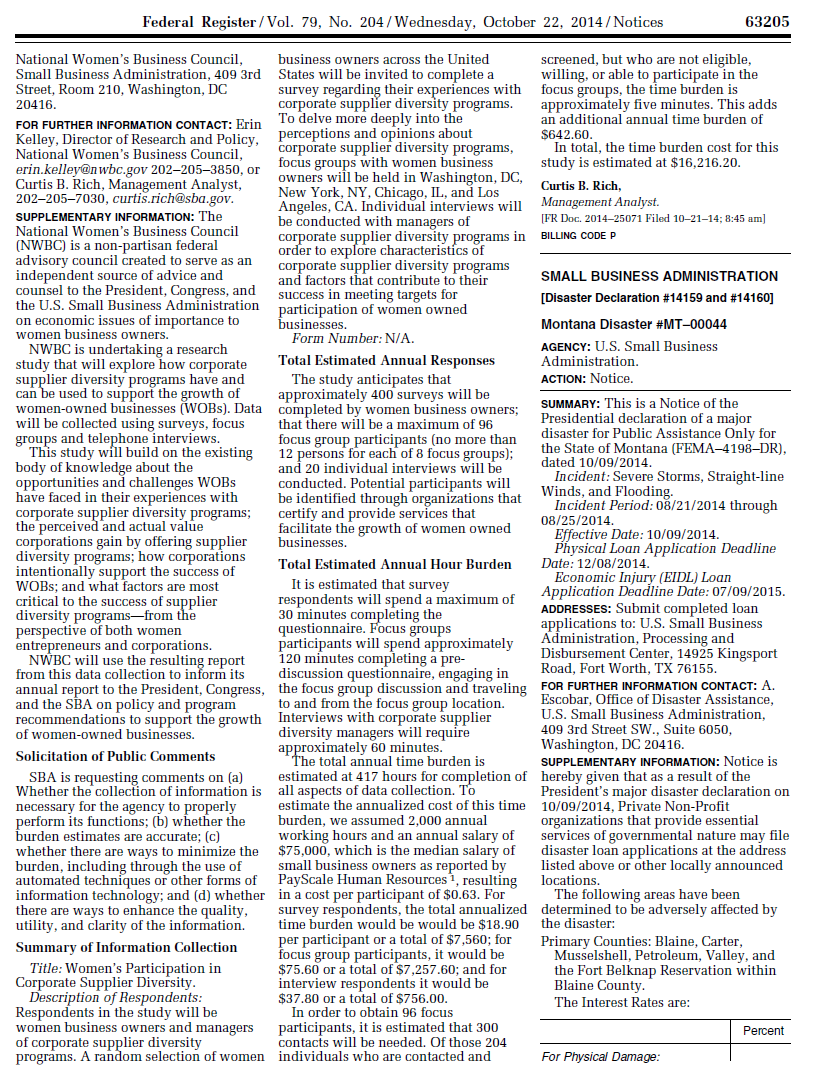 Federal Register / Vol. 79, No. 204 / Wednesday, October 22, 2014 / Notices 63205
National Women's Business Council,
Small Business Administration, 409 3rd
Street, Room 210, Washington, DC
20416.
FOR FURTHER INFORMATION CONTACT: Erin
Kelley, Director of Research and Policy,
National Women's Business Council,
erin.kelley@nwbc.gov 202–205–3850, or
Curtis B. Rich, Management Analyst,
202–205–7030, curtis.rich@sba.gov.
SUPPLEMENTARY INFORMATION: The
National Women's Business Council
(NWBC) is a non-partisan federal
advisory council created to serve as an
independent source of advice and
counsel to the President, Congress, and
the U.S. Small Business Administration
on economic issues of importance to
women business owners.
NWBC is undertaking a research
study that will explore how corporate
supplier diversity programs have and
can be used to support the growth of
women-owned businesses (WOBs). Data
will be collected using surveys, focus
groups and telephone interviews.
This study will build on the existing
body of knowledge about the
opportunities and challenges WOBs
have faced in their experiences with
corporate supplier diversity programs;
the perceived and actual value
corporations gain by offering supplier
diversity programs; how corporations
intentionally support the success of
WOBs; and what factors are most
critical to the success of supplier
diversity programs—from the
perspective of both women
entrepreneurs and corporations.
NWBC will use the resulting report
from this data collection to inform its
annual report to the President, Congress,
and the SBA on policy and program
recommendations to support the growth
of women-owned businesses.
Solicitation of Public Comments
SBA is requesting comments on (a)
Whether the collection of information is
necessary for the agency to properly
perform its functions; (b) whether the
burden estimates are accurate; (c)
whether there are ways to minimize the
burden, including through the use of
automated techniques or other forms of
information technology; and (d) whether
there are ways to enhance the quality,
utility, and clarity of the information.
Summary of Information Collection
Title: Women's Participation in
Corporate Supplier Diversity.
Description of Respondents:
Respondents in the study will be
women business owners and managers
of corporate supplier diversity
programs. A random selection of women
business owners across the United
States will be invited to complete a
survey regarding their experiences with
corporate supplier diversity programs.
To delve more deeply into the
perceptions and opinions about
corporate supplier diversity programs,
focus groups with women business
owners will be held in Washington, DC,
New York, NY, Chicago, IL, and Los
Angeles, CA. Individual interviews will
be conducted with managers of
corporate supplier diversity programs in
order to explore characteristics of
corporate supplier diversity programs
and factors that contribute to their
success in meeting targets for
participation of women owned
businesses.
Form Number: N/A.
Total Estimated Annual Responses
The study anticipates that
approximately 400 surveys will be
completed by women business owners;
that there will be a maximum of 96
focus group participants (no more than
12 persons for each of 8 focus groups);
and 20 individual interviews will be
conducted. Potential participants will
be identified through organizations that
certify and provide services that
facilitate the growth of women owned
businesses.
Total Estimated Annual Hour Burden
It is estimated that survey
respondents will spend a maximum of
30 minutes completing the
questionnaire. Focus groups
participants will spend approximately
120 minutes completing a pre-
discussion questionnaire, engaging in
the focus group discussion and traveling
to and from the focus group location.
Interviews with corporate supplier
diversity managers will require
approximately 60 minutes.
The total annual time burden is
estimated at 417 hours for completion of
all aspects of data collection. To
estimate the annualized cost of this time
burden, we assumed 2,000 annual
working hours and an annual salary of
$75,000, which is the median salary of
small business owners as reported by
PayScale Human Resources 1, resulting
in a cost per participant of $0.63. For
survey respondents, the total annualized
time burden would be would be $18.90
per participant or a total of $7,560; for
focus group participants, it would be
$75.60 or a total of $7,257.60; and for
interview respondents it would be
$37.80 or a total of $756.00.
In order to obtain 96 focus
participants, it is estimated that 300
contacts will be needed. Of those 204
individuals who are contacted and
screened, but who are not eligible,
willing, or able to participate in the
focus groups, the time burden is
approximately five minutes. This adds
an additional annual time burden of
$642.60.
In total, the time burden cost for this
study is estimated at $16,216.20.
Curtis B. Rich,
Management Analyst.
[FR Doc. 2014–25071 Filed 10–21–14; 8:45 am]
BILLING CODE P
SMALL BUSINESS ADMINISTRATION
[Disaster Declaration #14159 and #14160]
Montana Disaster #MT–00044
AGENCY: U.S. Small Business
Administration.
ACTION: Notice.
SUMMARY: This is a Notice of the
Presidential declaration of a major
disaster for Public Assistance Only for
the State of Montana (FEMA–4198–DR),
dated 10/09/2014.
Incident: Severe Storms, Straight-line
Winds, and Flooding.
Incident Period: 08/21/2014 through
08/25/2014.
Effective Date: 10/09/2014.
Physical Loan Application Deadline
Date: 12/08/2014.
Economic Injury (EIDL) Loan
Application Deadline Date: 07/09/2015.
ADDRESSES: Submit completed loan
applications to: U.S. Small Business
Administration, Processing and
Disbursement Center, 14925 Kingsport
Road, Fort Worth, TX 76155.
FOR FURTHER INFORMATION CONTACT: A.
Escobar, Office of Disaster Assistance,
U.S. Small Business Administration,
409 3rd Street SW., Suite 6050,
Washington, DC 20416.
SUPPLEMENTARY INFORMATION: Notice is
hereby given that as a result of the
President's major disaster declaration on
10/09/2014, Private Non-Profit
organizations that provide essential
services of governmental nature may file
disaster loan applications at the address
listed above or other locally announced
locations.
The following areas have been
determined to be adversely affected by
the disaster:
Primary Counties: Blaine, Carter,
Musselshell, Petroleum, Valley, and
the Fort Belknap Reservation within
Blaine County.
The Interest Rates are:
Percent
For Physical Damage: